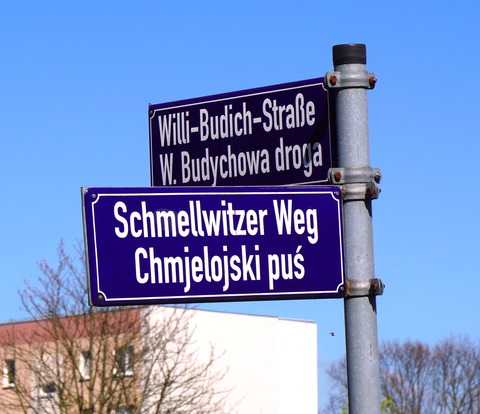 Willi-Budich-Straße
W. Budychowa droga
Schmellwitzer Weg
Chmjelojski puś